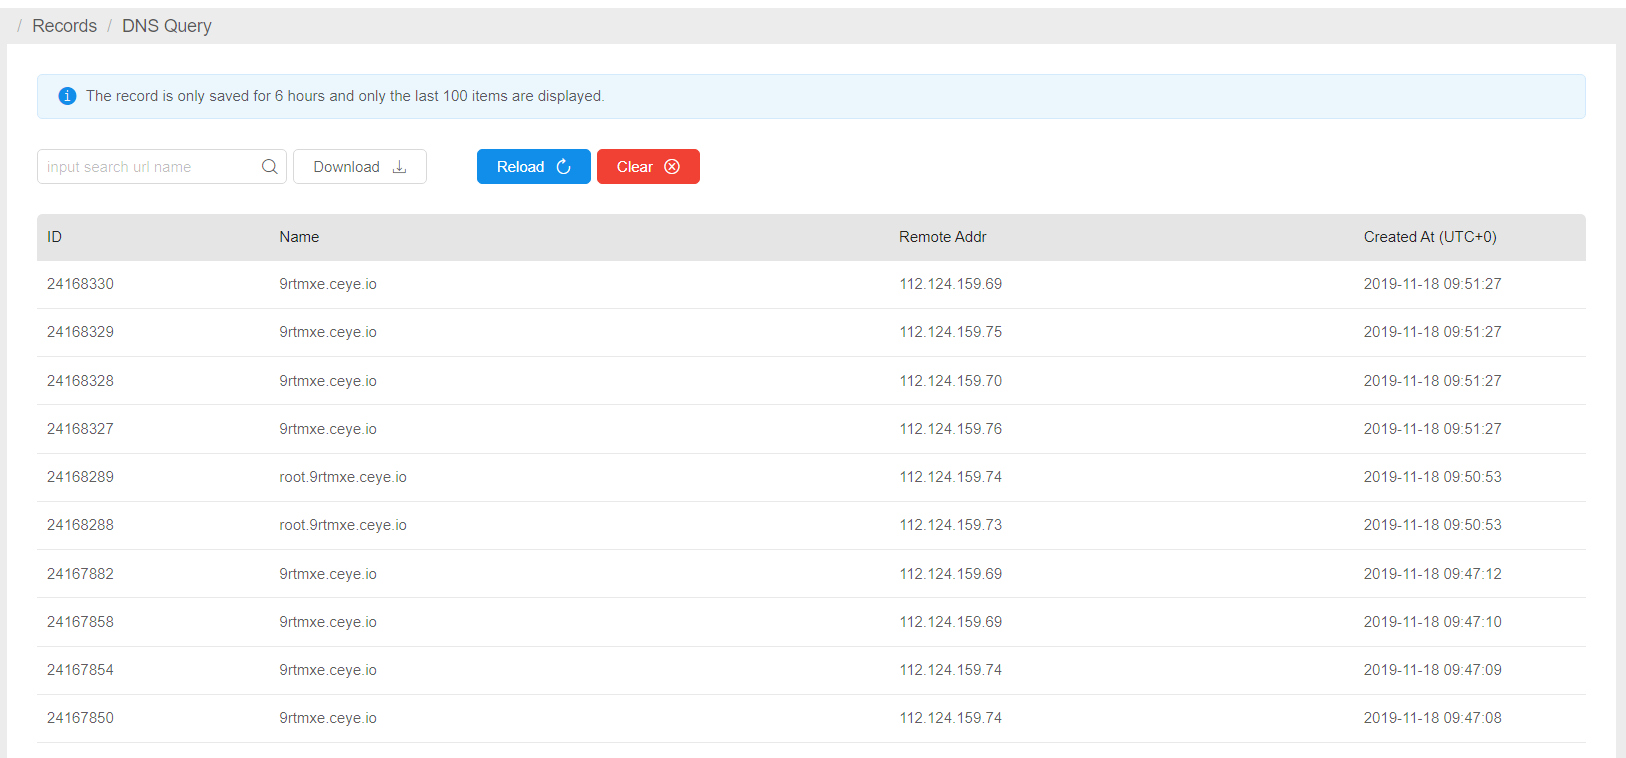 / Records / DNS Query
The record is only saved for 6 hours and only the last 100 items are displayed.
input search url name Download Reload Clear
ID Name Remote Addr Created At (UTC+0)
24168330 9rtmxe.ceye.io 112.124.159.69 2019-11-18 09:51:27
24168329 9rtmxe.ceye.io 112.124.159.75 2019-11-18 09:51:27
24168328 9rtmxe.ceye.io 112.124.159.70 2019-11-18 09:51:27
24168327 9rtmxe.ceye.io 112.124.159.76 2019-11-18 09:51:27
24168289 root.9rtmxe.ceye.io 112.124.159.74 2019-11-18 09:50:53
24168288 root.9rtmxe.ceye.io 112.124.159.73 2019-11-18 09:50:53
24167882 9rtmxe.ceye.io 112.124.159.69 2019-11-18 09:47:12
24167858 9rtmxe.ceye.io 112.124.159.69 2019-11-18 09:47:10
24167854 9rtmxe.ceye.io 112.124.159.74 2019-11-18 09:47:09
24167850 9rtmxe.ceye.io 112.124.159.74 2019-11-18 09:47:08